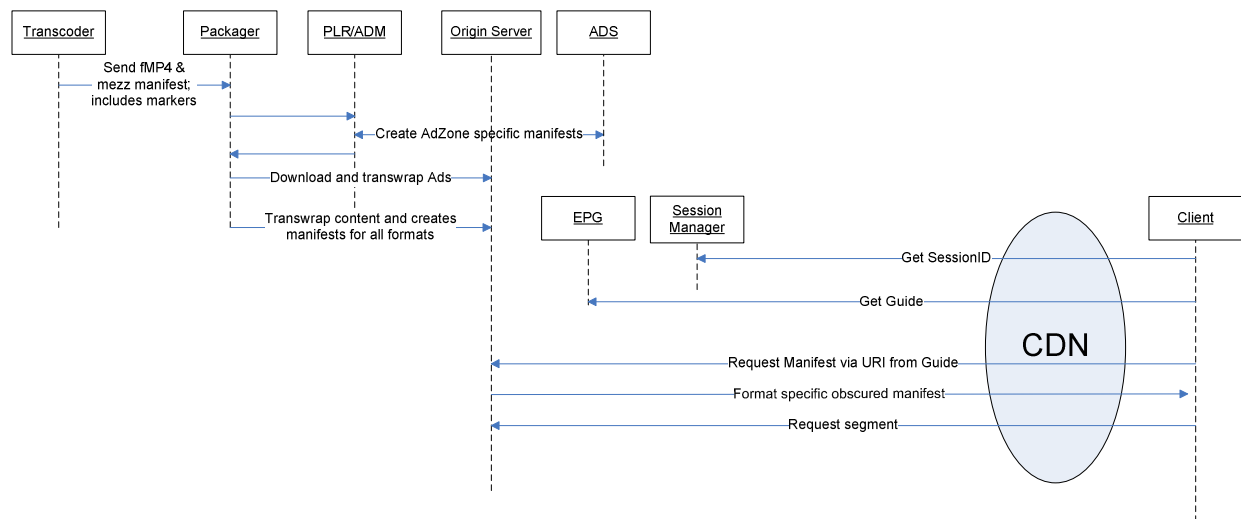 Transcoder
Packager
PLR/ADM
Origin Server
ADS
Send fMP4 &
mezz manifest;
includes markers
Create AdZone specific manifests
Download and transwrap Ads
Transwrap content and creates
manifests for all formats
EPG
Session
Manager
Client
Get SessionID
Get Guide
CDN
Request Manifest via URI from Guide
Format specific obscured manifest
Request segment